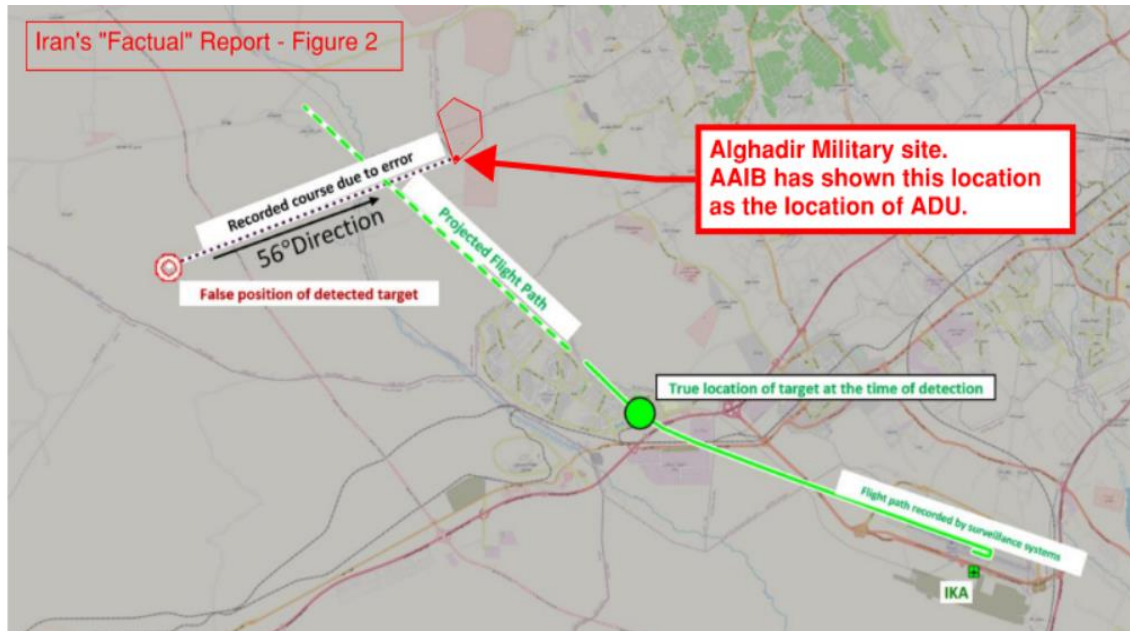 Iran's "Factual" Report - Figure 2
Alghadir Military site.
AAIB has shown this location
as the location of ADU.
Recorded course due to error
56°Direction
Projected Flight Path
False position of detected target
True location of target at the time of detection
Flight path recorded by surveillance systems
IKA